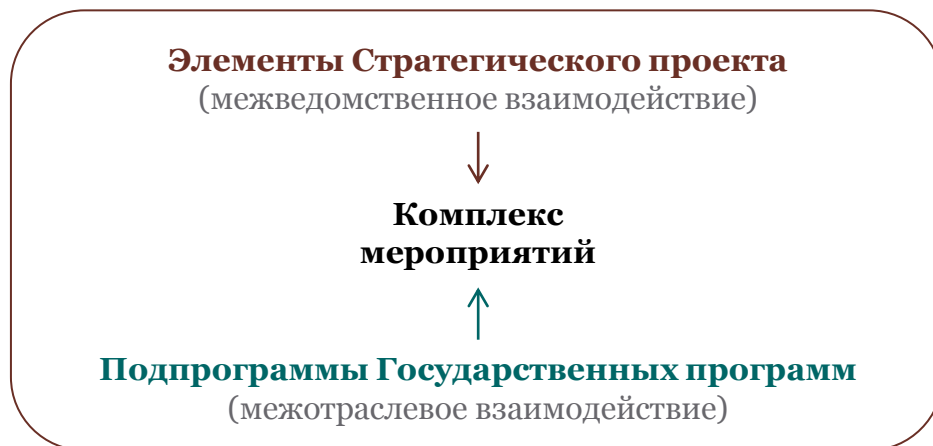 Элементы Стратегического проекта
(межведомственное взаимодействие)
Комплекс
мероприятий
Подпрограммы Государственных программ
(межотраслевое взаимодействие)